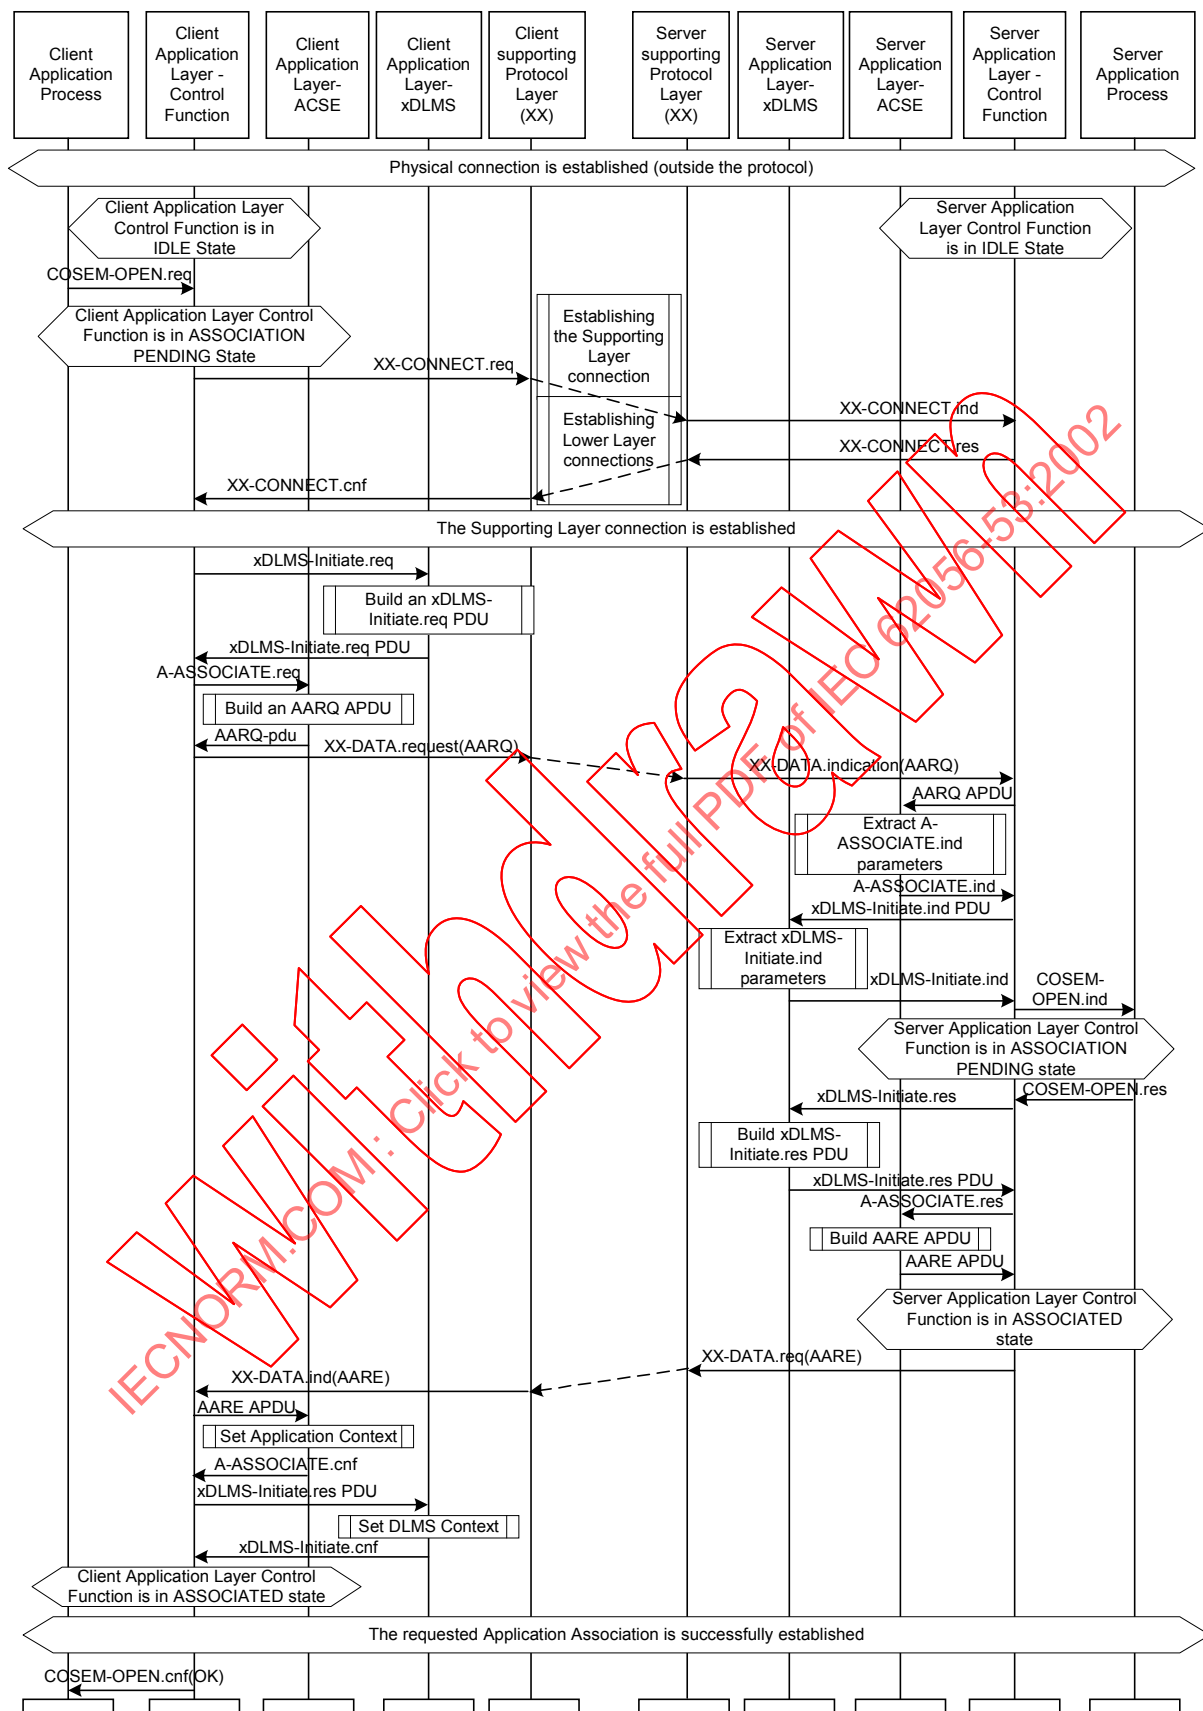 Client
Application
Process
Client
Application
Layer -
Control
Function
Client
Application
Layer-
ACSE
Client
Application
Layer-
xDLMS
Client
supporting
Protocol
Layer
(XX)
Server
supporting
Protocol
Layer
(XX)
Server
Application
Layer-
xDLMS
Server
Application
Layer-
ACSE
Server
Application
Layer -
Control
Function
Server
Application
Process
Physical connection is established (outside the protocol)
Client Application Layer
Control Function is in
IDLE State
Server Application
Layer Control Function
is in IDLE State
COSEM-OPEN.req
Client Application Layer Control
Function is in ASSOCIATION
PENDING State
Establishing
the Supporting
Layer
connection
XX-CONNECT.req
Establishing
Lower Layer
connections
XX-CONNECT.ind
XX-CONNECT.res
XX-CONNECT.cnf
The Supporting Layer connection is established
xDLMS-Initiate.req
Build an xDLMS-
Initiate.req PDU
xDLMS-Initiate.req PDU
A-ASSOCIATE.req
Build an AARQ APDU
AARQ-pdu
XX-DATA.request(AARQ)
XX-DATA.indication(AARQ)
AARQ APDU
Extract A-
ASSOCIATE.ind
parameters
A-ASSOCIATE.ind
xDLMS-Initiate.ind PDU
Extract xDLMS-
Initiate.ind
parameters
xDLMS-Initiate.ind
COSEM-
OPEN.ind
Server Application Layer Control
Function is in ASSOCIATION
PENDING state
COSEM-OPEN.res
xDLMS-Initiate.res
Build xDLMS-
Initiate.res PDU
xDLMS-Initiate.res PDU
A-ASSOCIATE.res
Build AARE APDU
AARE APDU
Server Application Layer Control
Function is in ASSOCIATED
state
XX-DATA.req(AARE)
XX-DATA.ind(AARE)
AARE APDU
Set Application Context
A-ASSOCIATE.cnf
xDLMS-Initiate.res PDU
Set DLMS Context
xDLMS-Initiate.cnf
Client Application Layer Control
Function is in ASSOCIATED state
The requested Application Association is successfully established
COSEM-OPEN.cnf(OK)
Withdrawn
IECNORM.COM : Click to view the full PDF of IEC 62056-53:2002